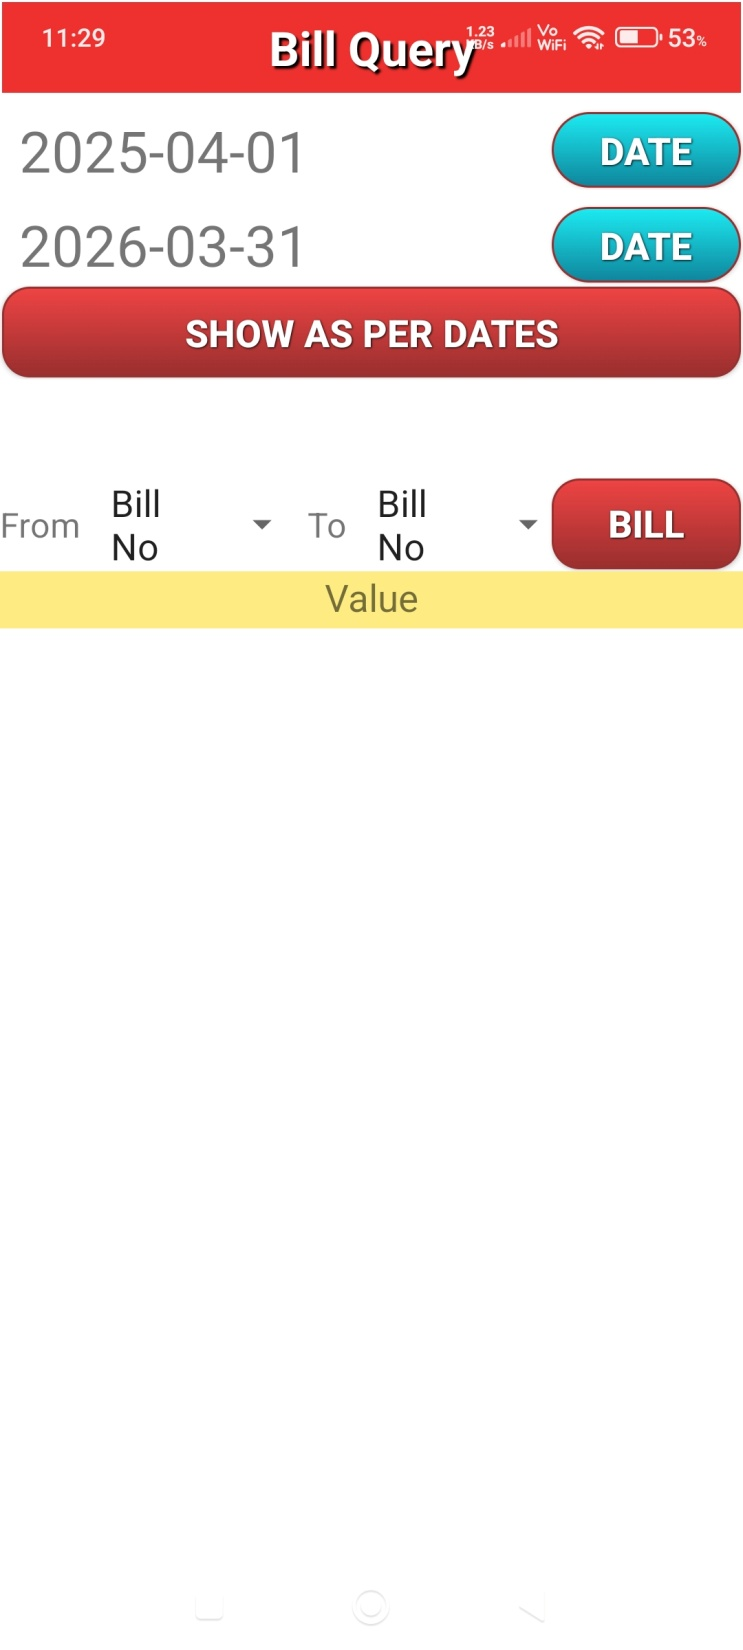 11:29
Bill Query
1.23
KB/s
Vo
WiFi
53%
2025-04-01
DATE
2026-03-31
DATE
SHOW AS PER DATES
From Bill No To Bill No BILL
Value